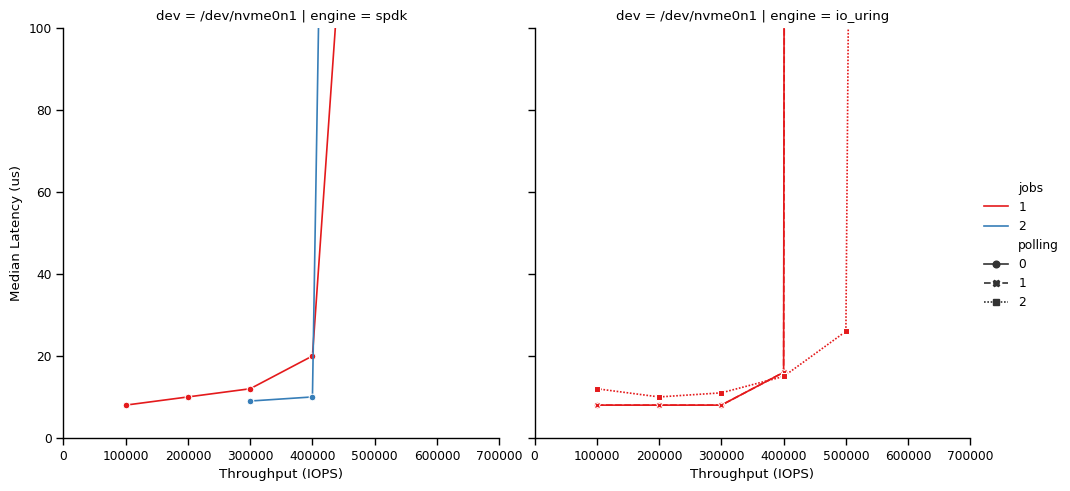 dev = /dev/nvme0n1 | engine = spdk
dev = /dev/nvme0n1 | engine = io_uring
100
80
60
40
20
0
Median Latency (us)
0 100000 200000 300000 400000 500000 600000 700000
0 100000 200000 300000 400000 500000 600000 700000
Throughput (IOPS)
Throughput (IOPS)
jobs
1
2
polling
0
1
2